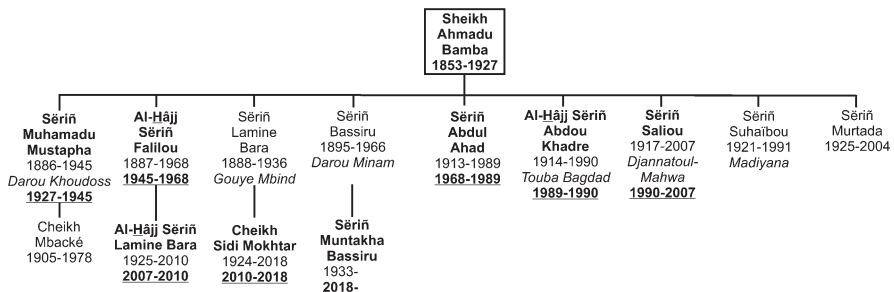 Sheikh
Ahmadu
Bamba
1853-1927
Sëriñ
Muhamadu
Mustapha
1886-1945
Darou Khoudoss
1927-1945
Al-Hâjj
Sëriñ
Falilou
1887-1968
1945-1968
Sëriñ
Lamine
Bara
1888-1936
Gouye Mbind
Sëriñ
Bassiru
1895-1966
Darou Minam
Sëriñ
Abdul
Ahad
1913-1989
1968-1989
Al-Hâjj Sëriñ
Abdou
Khadre
1914-1990
Touba Bagdad
1989-1990
Sëriñ
Saliou
1917-2007
Djannatoul-
Mahwa
1990-2007
Sëriñ
Suhaïbou
1921-1991
Madiyana
Sëriñ
Murtada
1925-2004
Cheikh
Mbacké
1905-1978
Al-Hâjj Sëriñ
Lamine Bara
1925-2010
2007-2010
Cheikh
Sidi Mokhtar
1924-2018
2010-2018
Sëriñ
Muntakha
Bassiru
1933-
2018-